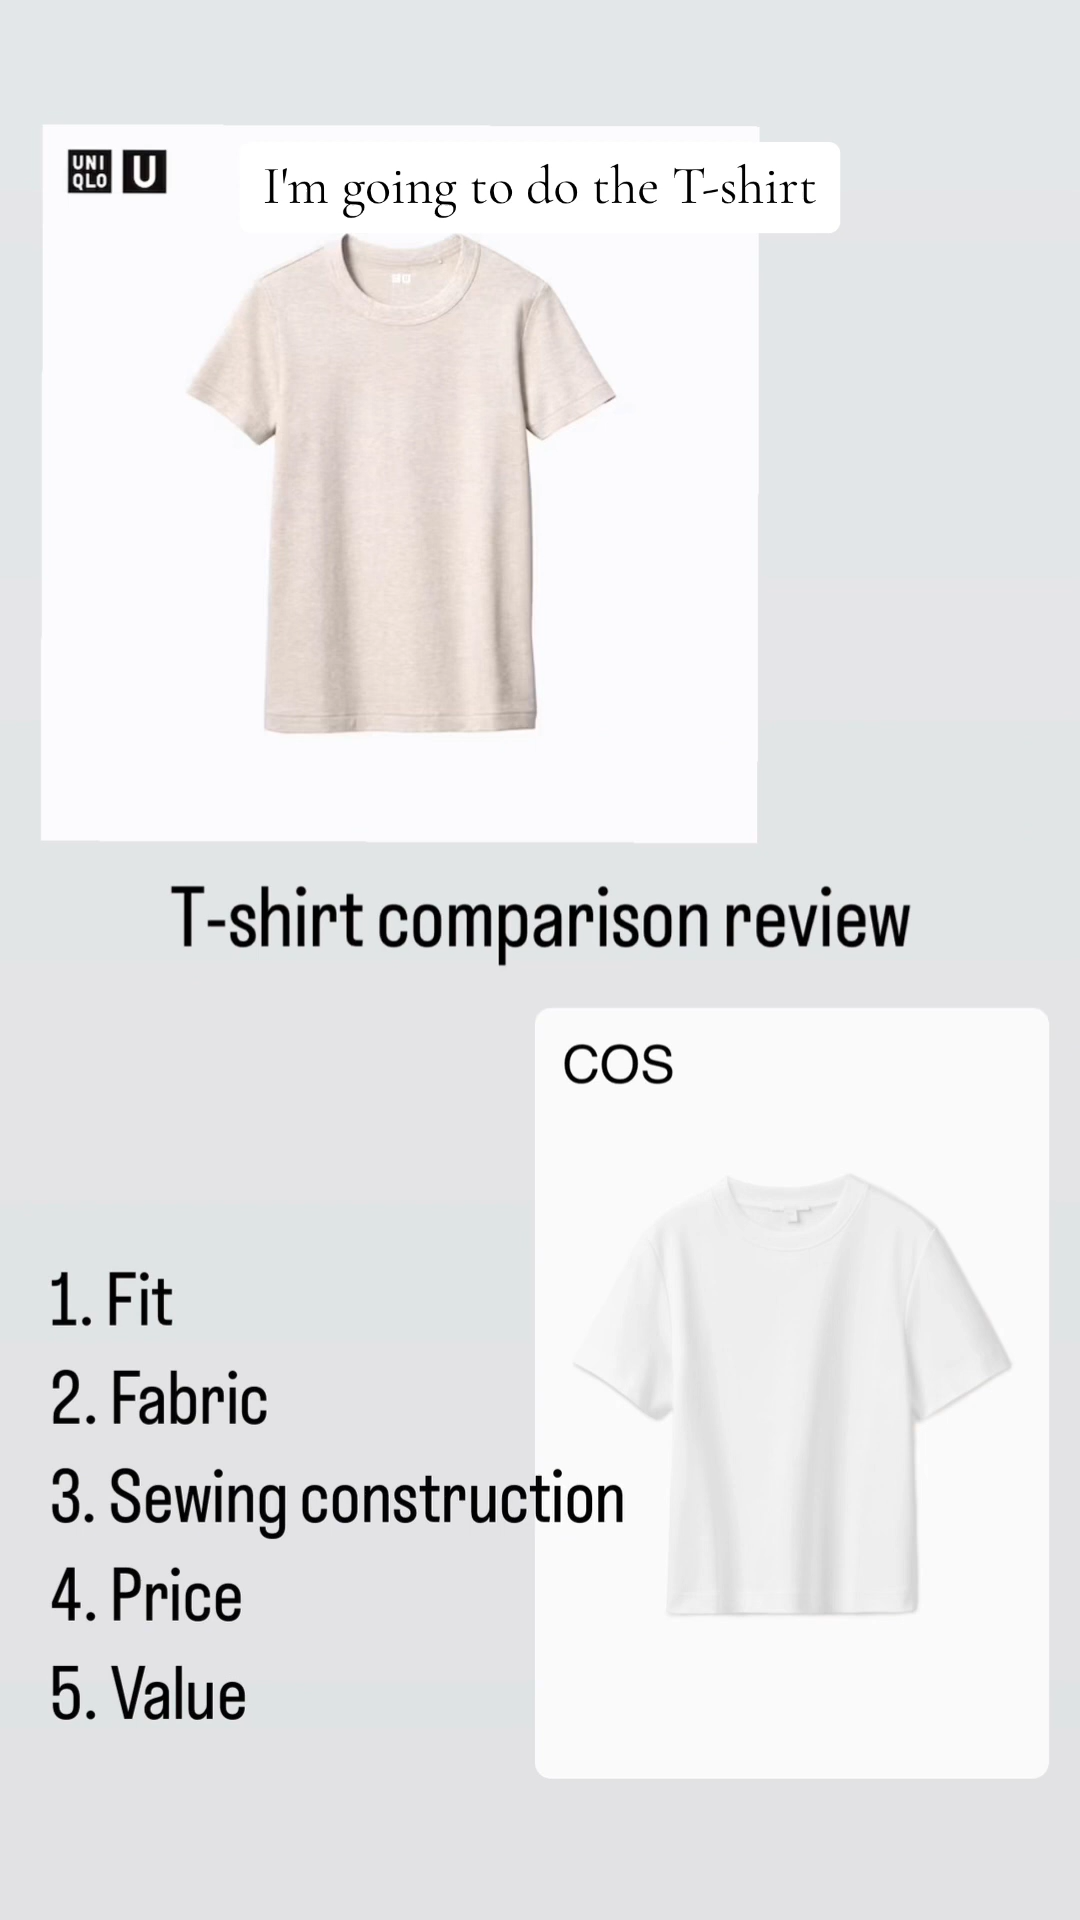 UNI
QLO
U
I'm going to do the T-shirt
T-shirt comparison review
COS
1. Fit
2. Fabric
3. Sewing construction
4. Price
5. Value